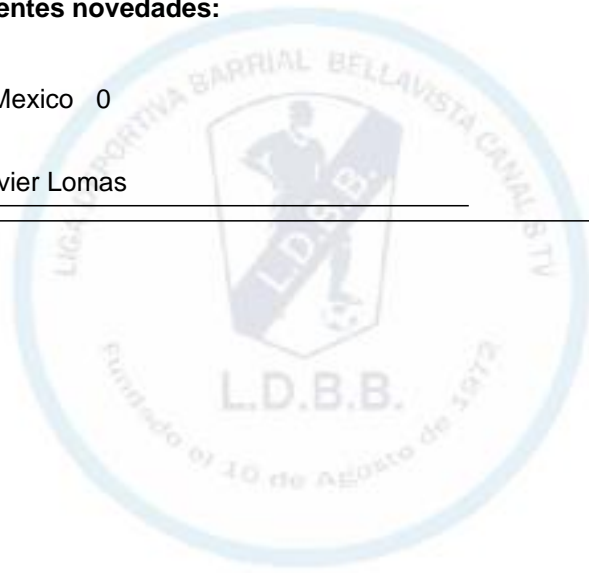 entes novedades:
Mexico 0
vier Lomas
LIGA DEPORTIVA BARRIAL BELLAVISTA CANAL 8 TV
L.D.B.B.
L.D.B.B.
Fundado el 10 de Agosto de 1972